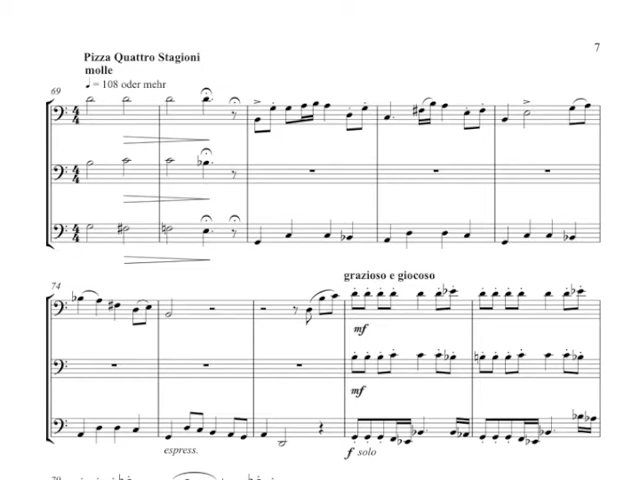 7
Pizza Quattro Stagioni
molle
♩ = 108 oder mehr
69
74
grazioso e giocoso
mf
mf
espress.
f solo